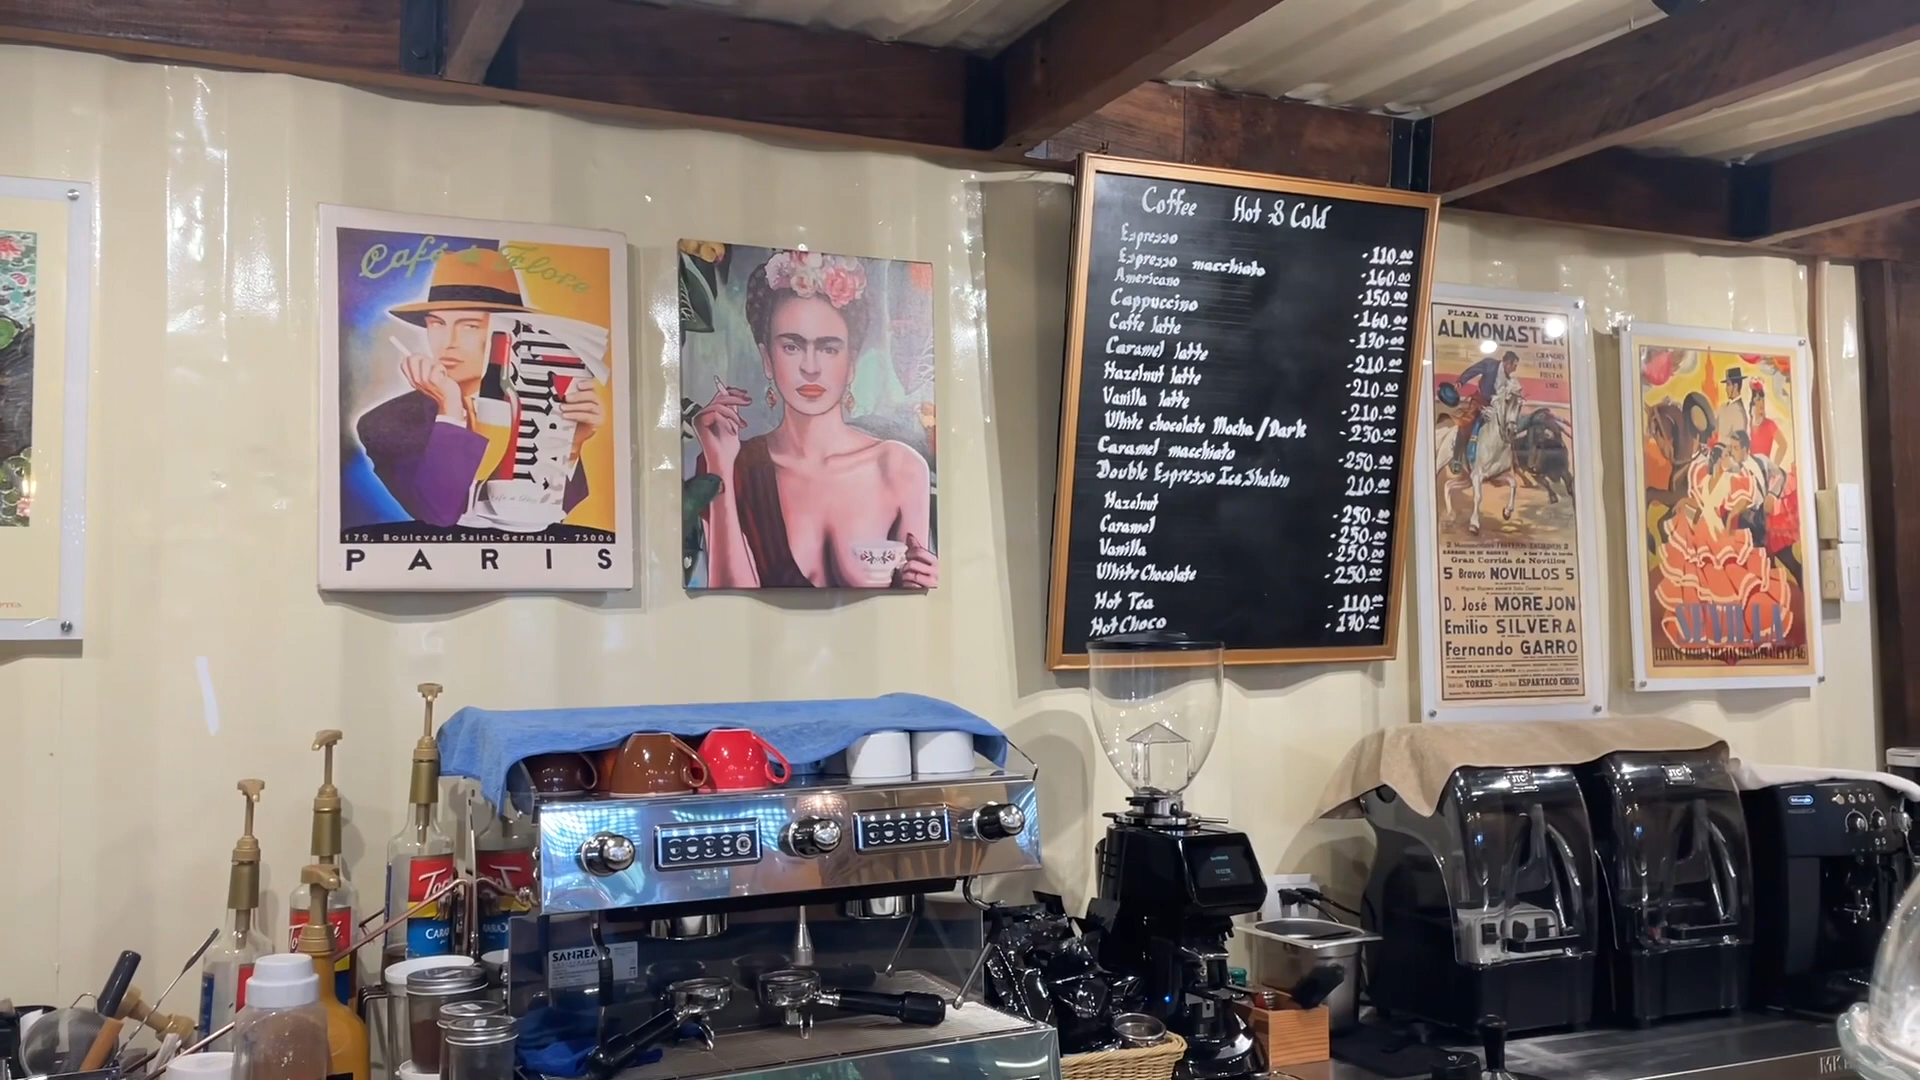 Café de Flore
172, Boulevard Saint-Germain - 75006
PARIS
Coffee Hot & Cold
Espresso -110.00
Espresso macchiato -160.00
Americano -150.00
Cappuccino -160.00
Caffe latte -170.00
Caramel latte -210.00
Hazelnut latte -210.00
Vanilla latte -210.00
White chocolate Mocha/Dark -230.00
Caramel macchiato -250.00
Double Espresso Ice Shaken 210.00
Hazelnut -250.00
Caramel -250.00
Vanilla -250.00
White Chocolate -250.00
Hot Tea -110.00
Hot Choco -170.00
PLAZA DE TOROS
ALMONASTER
GRANDES
Gran Corrida de Novillos
5 Bravos NOVILLOS 5
D. José MOREJON
Emilio SILVERA
Fernando GARRO
TORRES - ESPARTACO CHICO
SEVILLA
SANREMO
JTC
JTC
DeLonghi